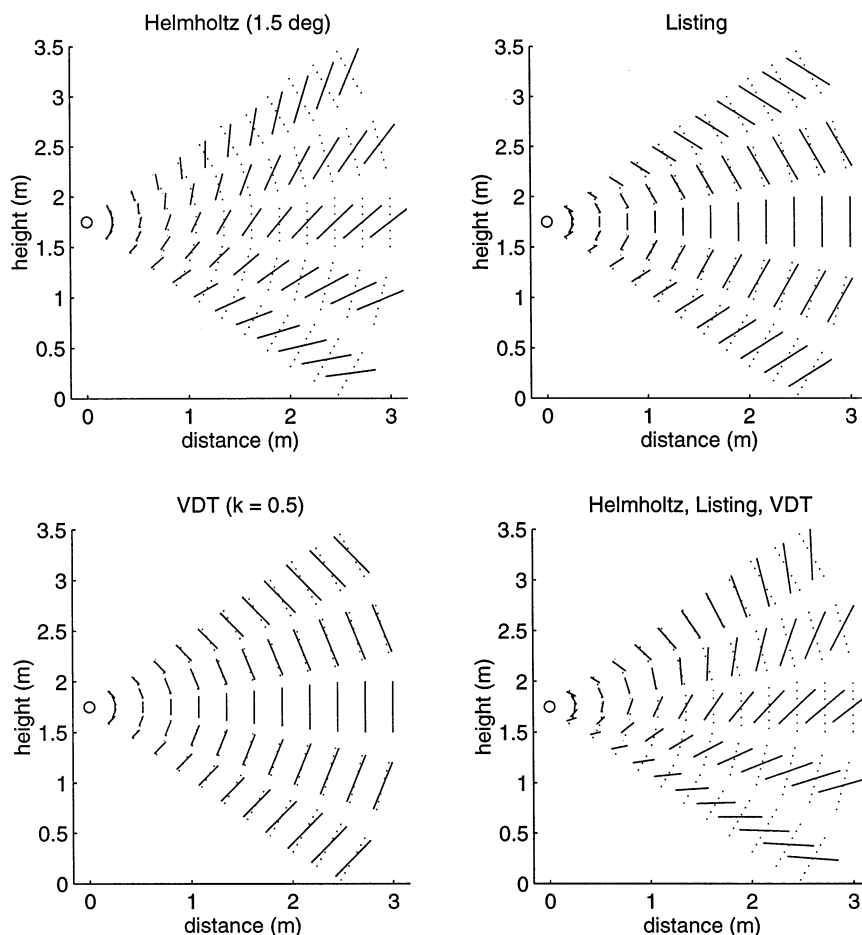 Helmholtz (1.5 deg)
3.5
3
2.5
2
1.5
1
0.5
0
height (m)
0 1 2 3
distance (m)
Listing
3.5
3
2.5
2
1.5
1
0.5
0
height (m)
0 1 2 3
distance (m)
VDT (k = 0.5)
3.5
3
2.5
2
1.5
1
0.5
0
height (m)
0 1 2 3
distance (m)
Helmholtz, Listing, VDT
3.5
3
2.5
2
1.5
1
0.5
0
height (m)
0 1 2 3
distance (m)